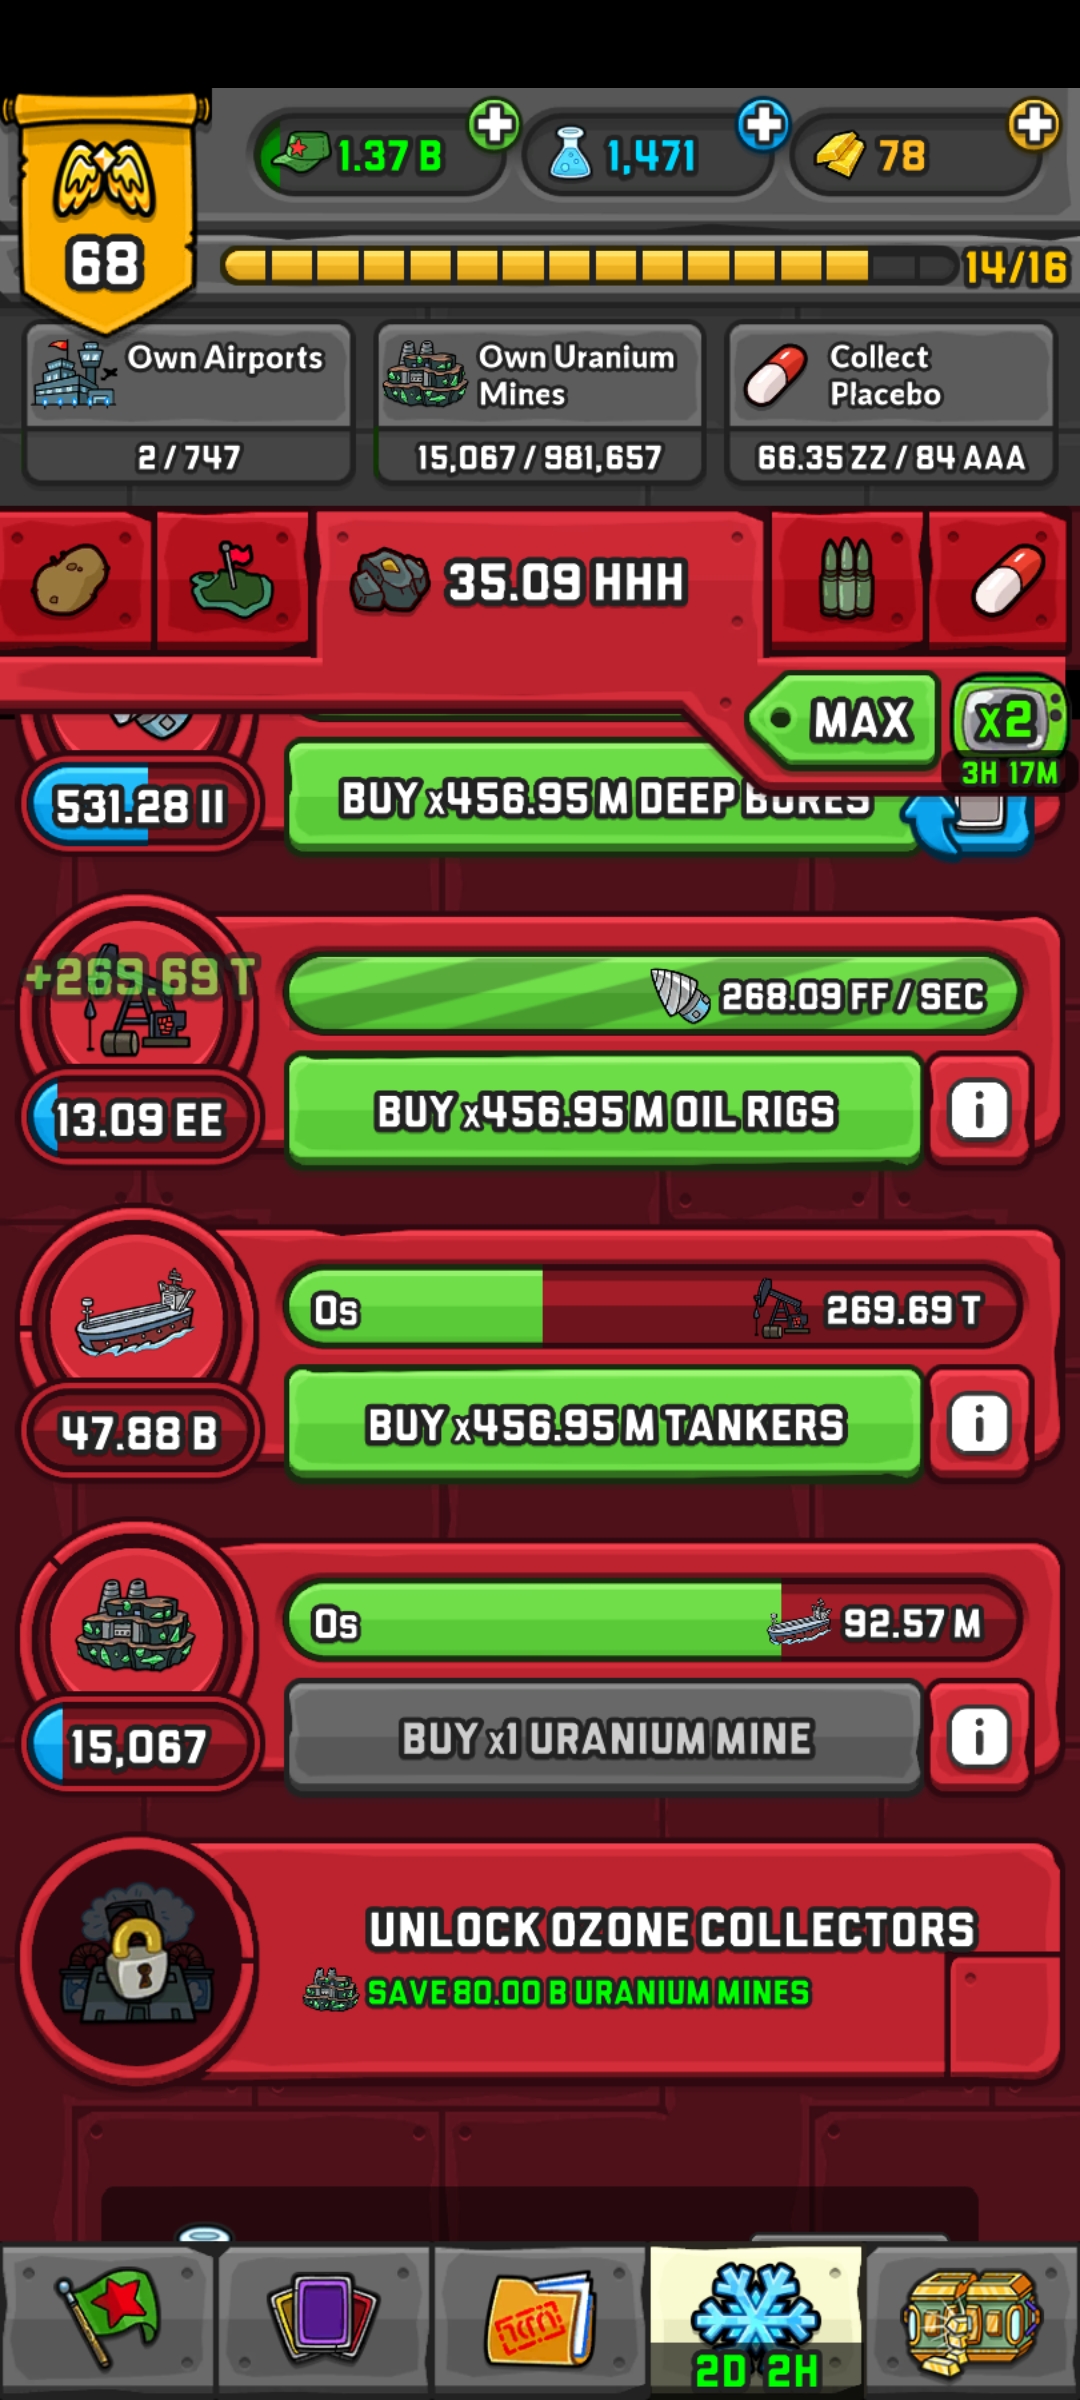 1.37 B
1,471
78
68
14/16
Own Airports
2 / 747
Own Uranium
Mines
15,067 / 981,657
Collect
Placebo
66.35 ZZ / 84 AAA
35.09 HHH
MAX
x2
3H 17M
531.28 II
BUY x456.95 M DEEP BORES
+269.69 T
268.09 FF / SEC
13.09 EE
BUY x456.95 M OIL RIGS
i
0s
269.69 T
47.88 B
BUY x456.95 M TANKERS
i
0s
92.57 M
15,067
BUY x1 URANIUM MINE
i
UNLOCK OZONE COLLECTORS
SAVE 80.00 B URANIUM MINES
2D 2H